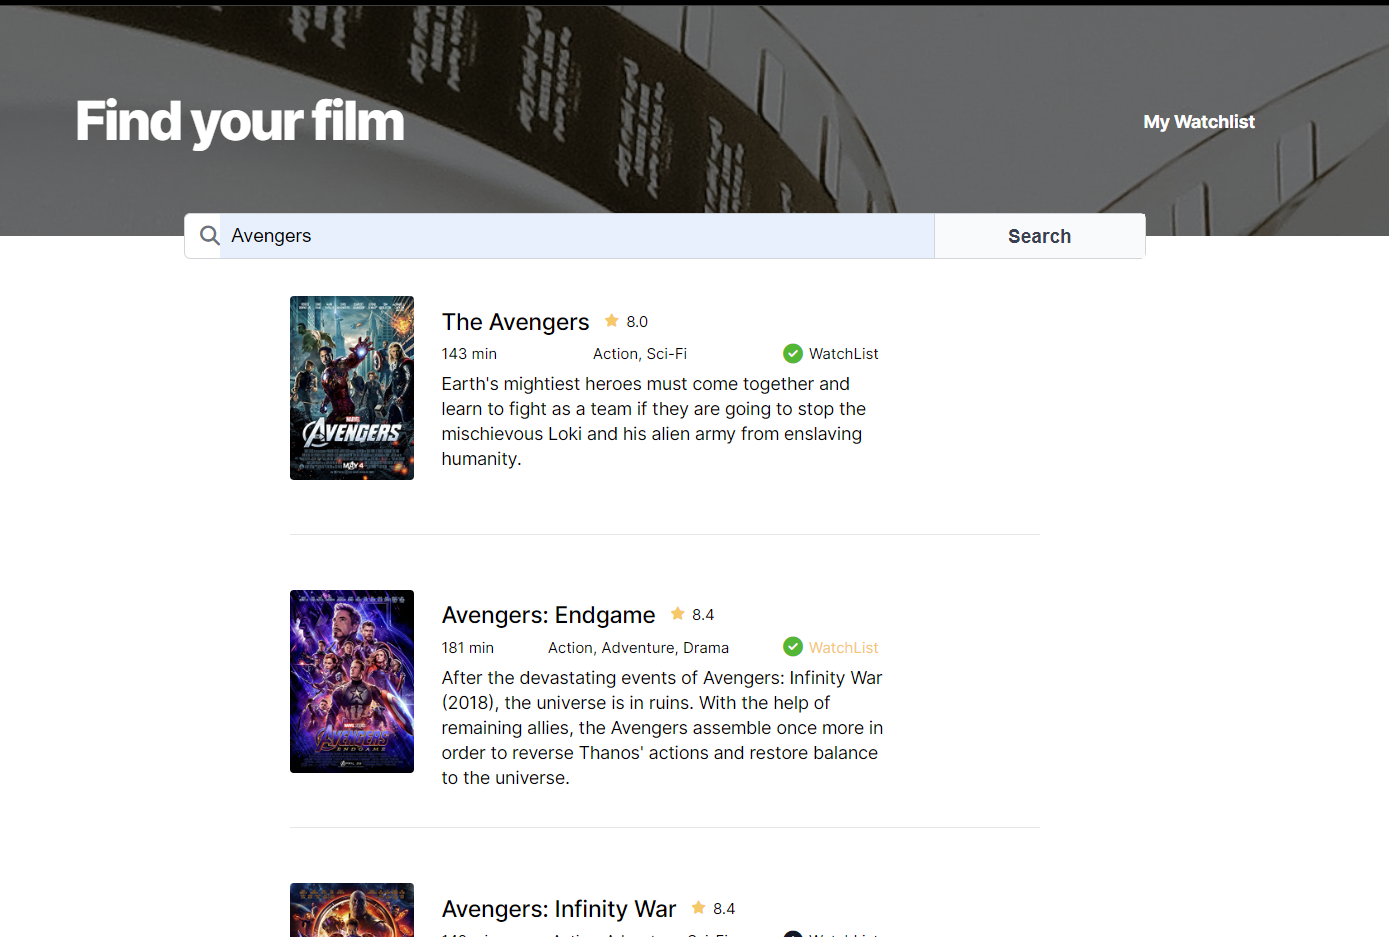 Find your film
My Watchlist
Avengers
Search
The Avengers 8.0
143 min Action, Sci-Fi WatchList
Earth's mightiest heroes must come together and
learn to fight as a team if they are going to stop the
mischievous Loki and his alien army from enslaving
humanity.
MARVEL
AVENGERS
MAY 4
Avengers: Endgame 8.4
181 min Action, Adventure, Drama WatchList
After the devastating events of Avengers: Infinity War
(2018), the universe is in ruins. With the help of
remaining allies, the Avengers assemble once more in
order to reverse Thanos' actions and restore balance
to the universe.
AVENGERS
ENDGAME
Avengers: Infinity War 8.4